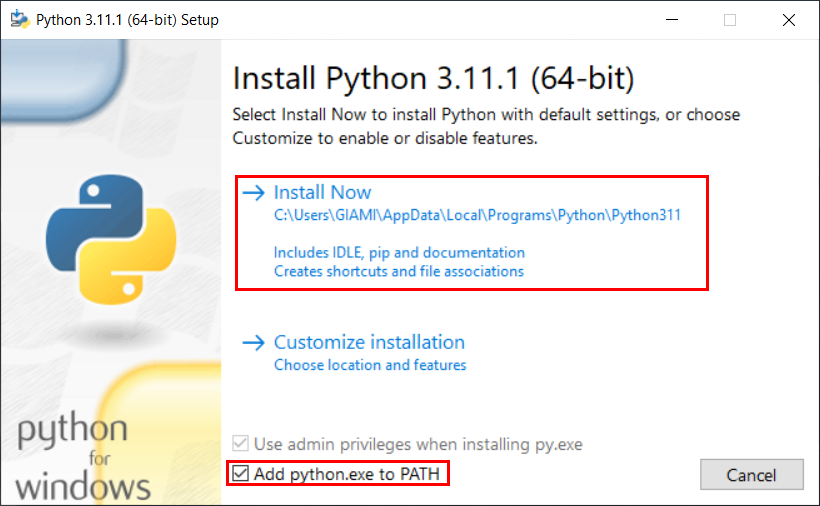 Python 3.11.1 (64-bit) Setup
Install Python 3.11.1 (64-bit)
Select Install Now to install Python with default settings, or choose
Customize to enable or disable features.
Install Now
C:\Users\GIAMI\AppData\Local\Programs\Python\Python311
Includes IDLE, pip and documentation
Creates shortcuts and file associations
Customize installation
Choose location and features
Use admin privileges when installing py.exe
Add python.exe to PATH
Cancel
python
for
windows